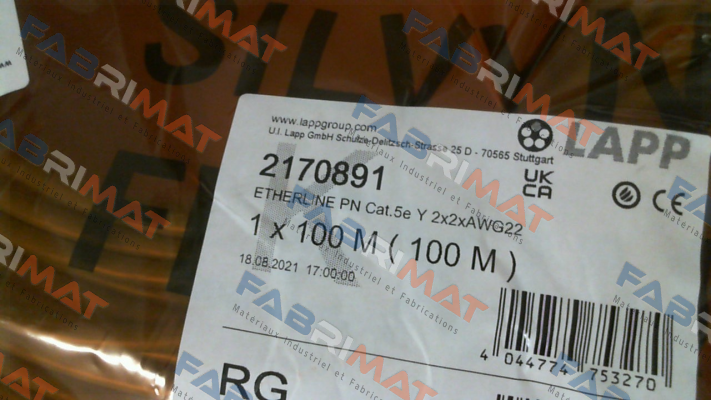 SILVYN
www.lappgroup.com
U.I. Lapp GmbH Schulze-Delitzsch-Strasse 25 D - 70565 Stuttgart
LAPP
2170891
UK
CA
CE
ETHERLINE PN Cat.5e Y 2x2xAWG22
1 x 100 M ( 100 M )
18.08.2021 17:00:00
4 044774 753270
RG
FABRIMAT
Materiaux Industriel et Fabrications